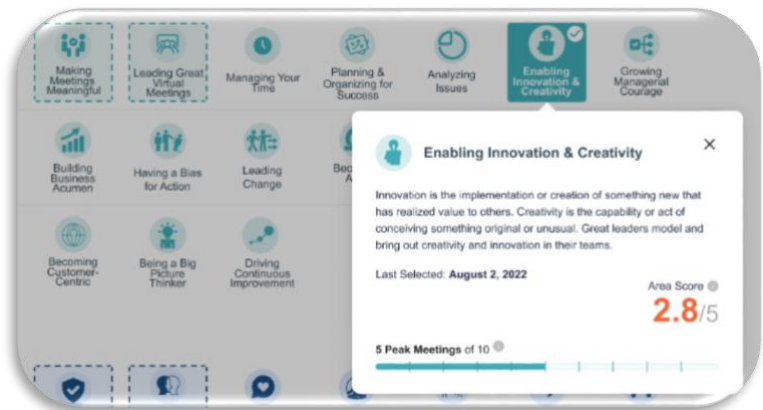 Making
Meetings
Meaningful
Leading Great
Virtual
Meetings
Managing Your
Time
Planning &
Organizing for
Success
Analyzing
Issues
Enabling
Innovation &
Creativity
Growing
Managerial
Courage
Building
Business
Acumen
Having a Bias
for Action
Leading
Change
Becoming
Customer-
Centric
Being a Big
Picture
Thinker
Driving
Continuous
Improvement
Enabling Innovation & Creativity
Innovation is the implementation or creation of something new that
has realized value to others. Creativity is the capability or act of
conceiving something original or unusual. Great leaders model and
bring out creativity and innovation in their teams.
Last Selected: August 2, 2022
Area Score
2.8/5
5 Peak Meetings of 10